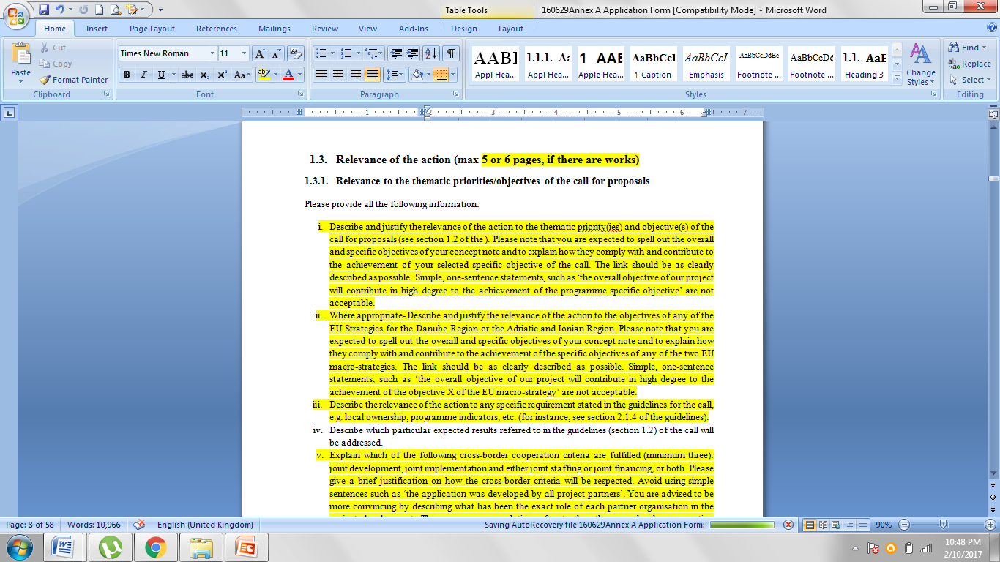 Table Tools
160629Annex A Application Form [Compatibility Mode] - Microsoft Word
Home Insert Page Layout References Mailings Review View Add-Ins Design Layout
Cut
Copy
Format Painter
Paste
Clipboard
Times New Roman 11
Font
Paragraph
AABI 1.1.1. Aa 1 AAE AaBbCcI AaBbCcL AaBbCcDdEe AaBbCcDd 1.1. AaE
Appl Hea... Appl Hea... Apple Hea... ¶ Caption Emphasis Footnote ... Footnote ... Heading 3
Styles
Change Styles
Find
Replace
Select
Editing
1 2 3 4 5 6 7
1.3. Relevance of the action (max 5 or 6 pages, if there are works)
1.3.1. Relevance to the thematic priorities/objectives of the call for proposals
Please provide all the following information:
i. Describe and justify the relevance of the action to the thematic priority(ies) and objective(s) of the
call for proposals (see section 1.2 of the ). Please note that you are expected to spell out the overall
and specific objectives of your concept note and to explain how they comply with and contribute to
the achievement of your selected specific objective of the call. The link should be as clearly
described as possible. Simple, one-sentence statements, such as ‘the overall objective of our project
will contribute in high degree to the achievement of the programme specific objective’ are not
acceptable.
ii. Where appropriate- Describe and justify the relevance of the action to the objectives of any of the
EU Strategies for the Danube Region or the Adriatic and Ionian Region. Please note that you are
expected to spell out the overall and specific objectives of your concept note and to explain how
they comply with and contribute to the achievement of the specific objectives of any of the two EU
macro-strategies. The link should be as clearly described as possible. Simple, one-sentence
statements, such as ‘the overall objective of our project will contribute in high degree to the
achievement of the objective X of the EU macro-strategy’ are not acceptable.
iii. Describe the relevance of the action to any specific requirement stated in the guidelines for the call,
e.g. local ownership, programme indicators, etc. (for instance, see section 2.1.4 of the guidelines).
iv. Describe which particular expected results referred to in the guidelines (section 1.2) of the call will
be addressed.
v. Explain which of the following cross-border cooperation criteria are fulfilled (minimum three):
joint development, joint implementation and either joint staffing or joint financing, or both. Please
give a brief justification on how the cross-border criteria will be respected. Avoid using simple
sentences such as ‘the application was developed by all project partners’. You are advised to be
more convincing by describing what has been the exact role of each partner organisation in the
Page: 8 of 58 Words: 10,966 English (United Kingdom) Saving AutoRecovery file 160629Annex A Application Form: 90%
10:48 PM
2/10/2017